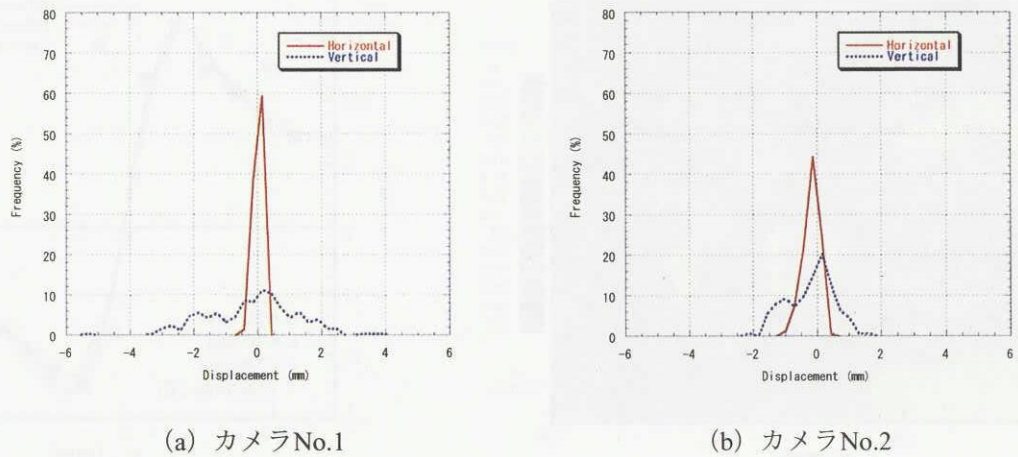 80
70
60
50
40
30
20
10
0
Frequency (%)
Horizontal
Vertical
-6 -4 -2 0 2 4 6
Displacement (mm)
(a) カメラNo.1
80
70
60
50
40
30
20
10
0
Frequency (%)
Horizontal
Vertical
-6 -4 -2 0 2 4 6
Displacement (mm)
(b) カメラNo.2